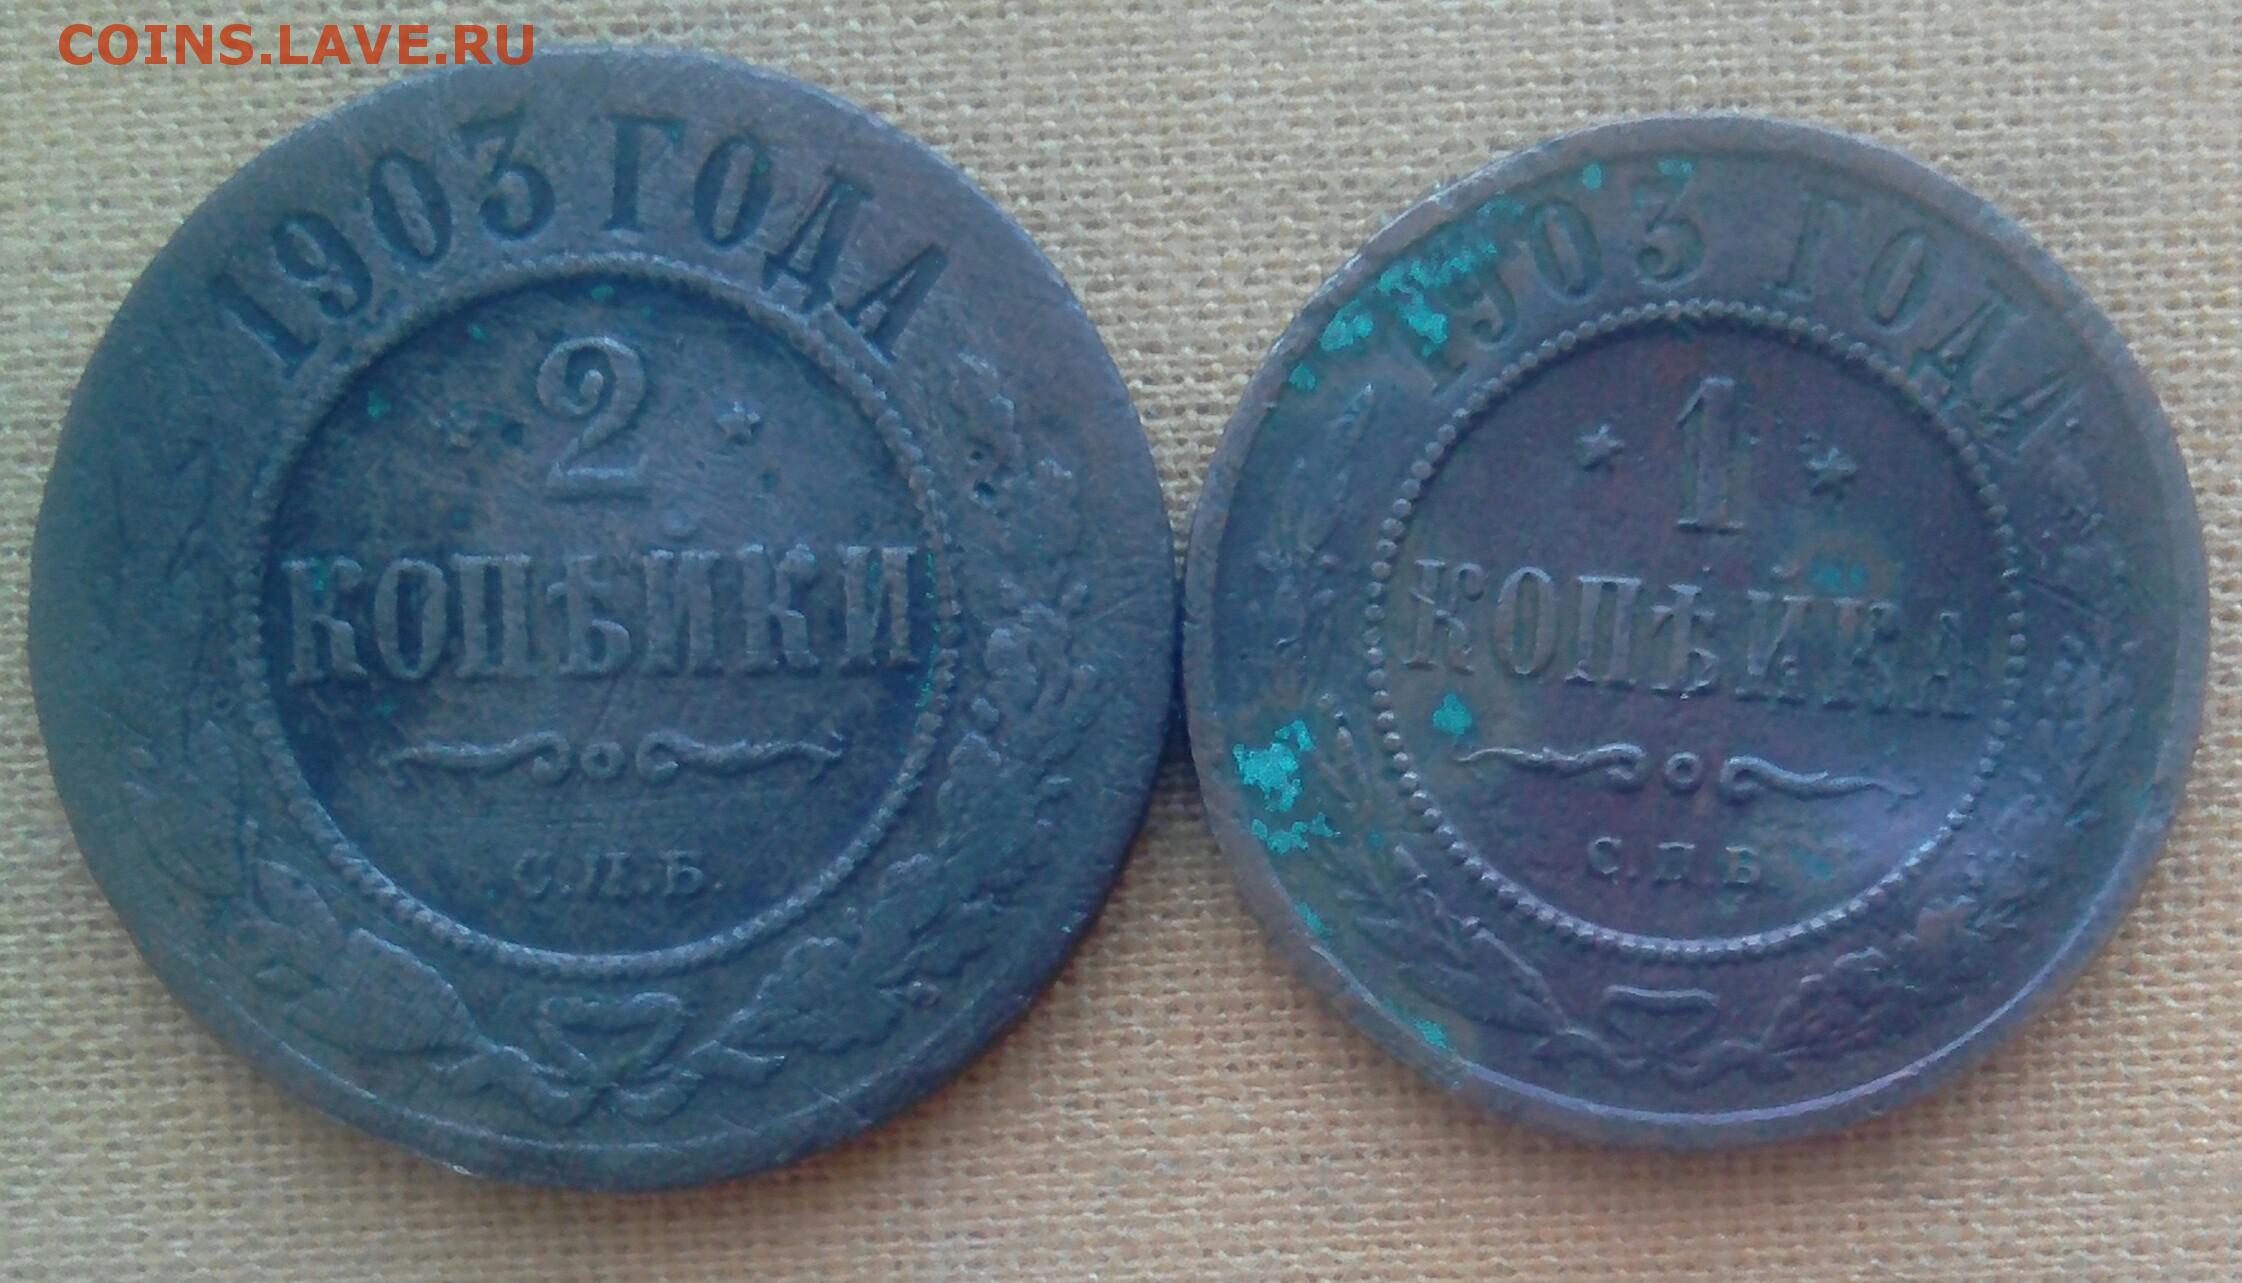 COINS.LAVE.RU
1903 ГОДА
2
КОПѢЙКИ
С.П.Б.
1903 ГОДА
1
КОПѢЙКА
С.П.Б.